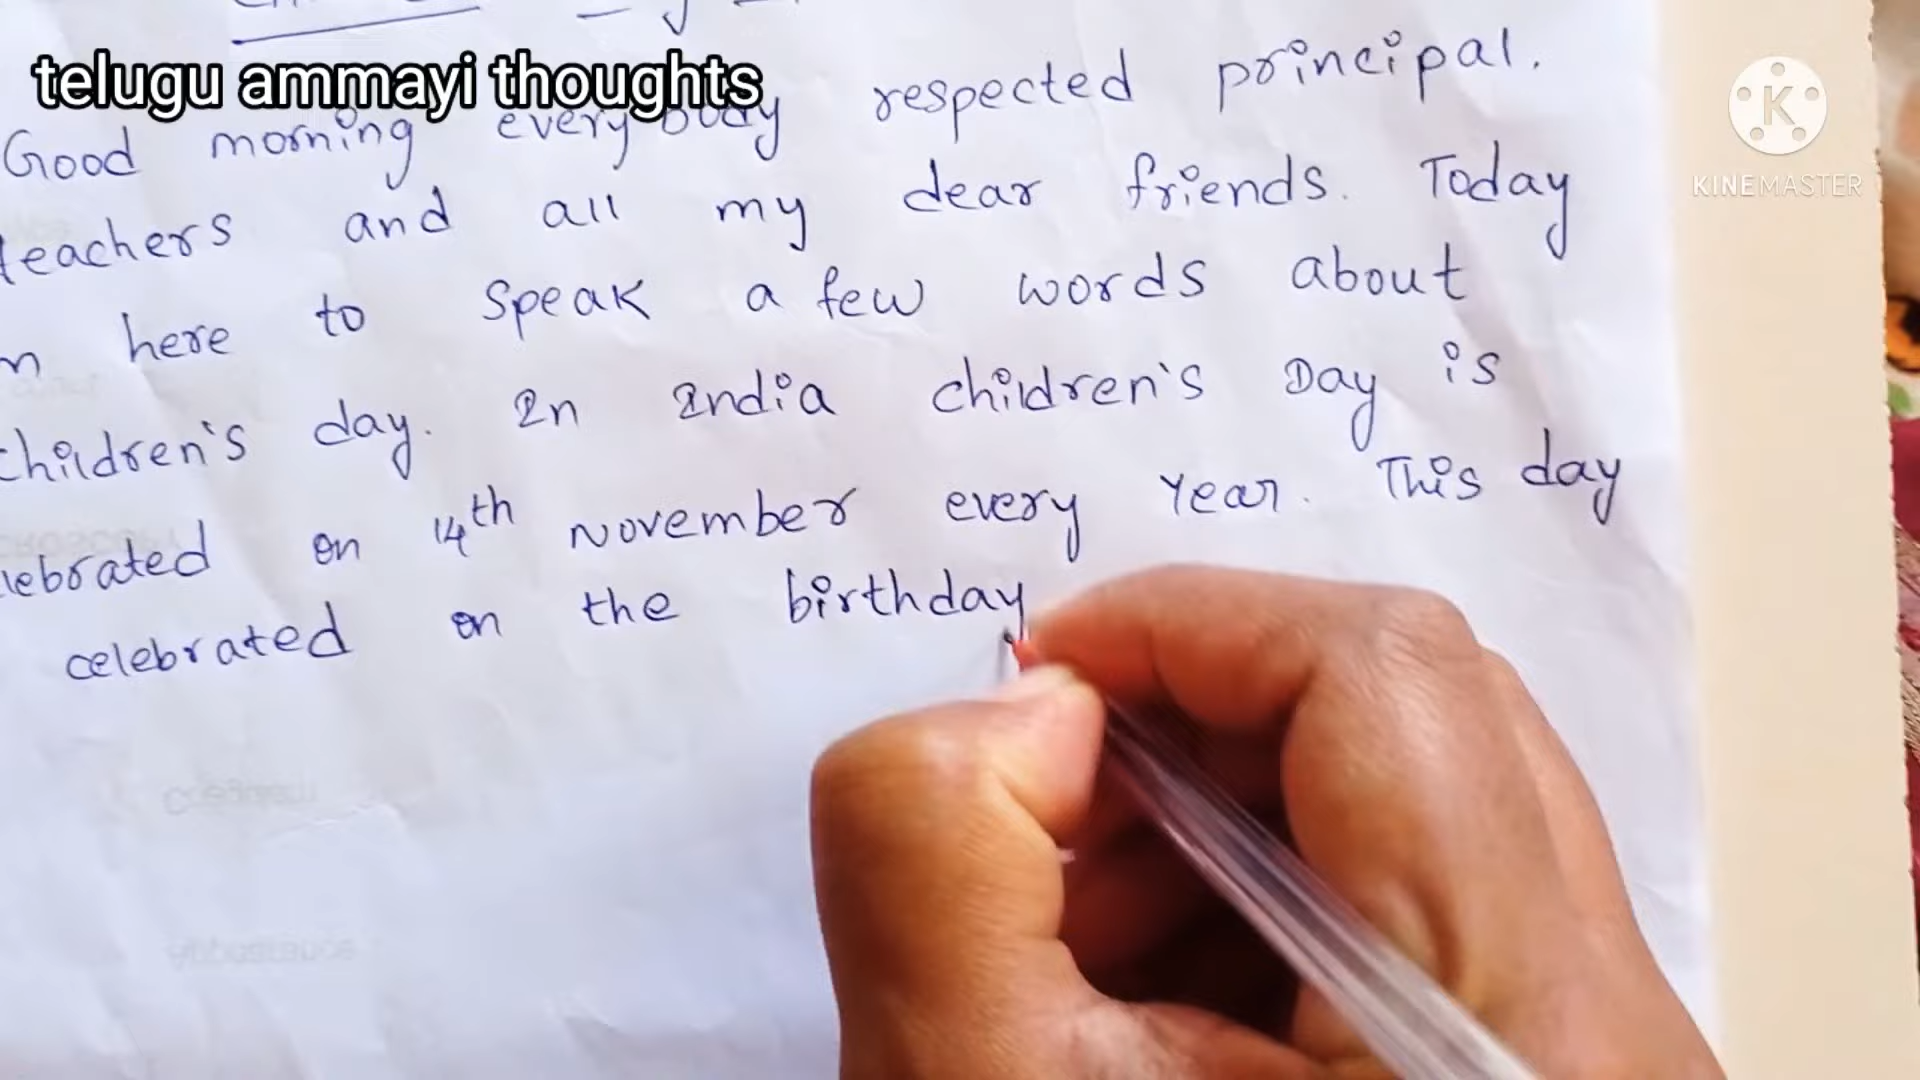 telugu ammayi thoughts
KINEMASTER
Good morning everybody respected principal.
teachers and all my dear friends. Today
here to speak a few words about
children's day. In India children's Day is
celebrated on 14th November every Year. This day
celebrated on the birthday